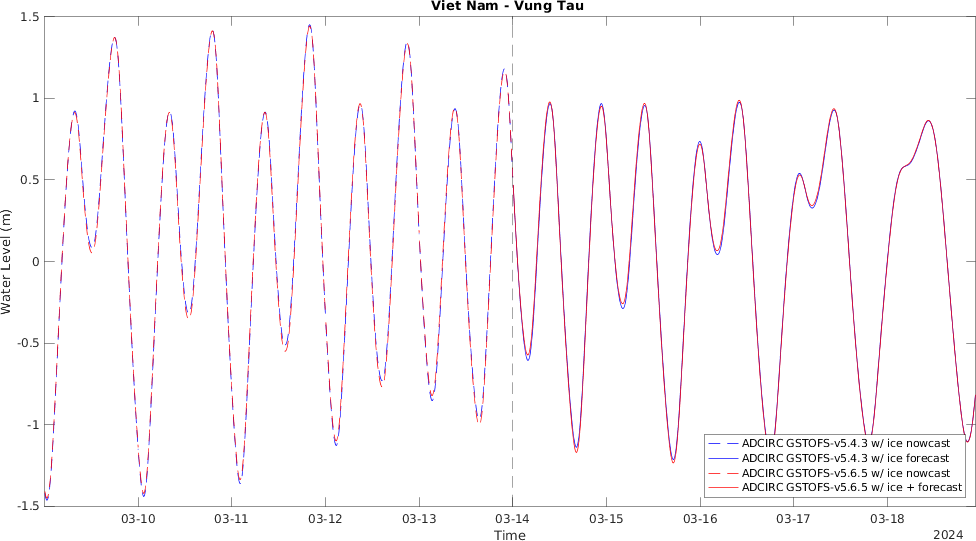 Viet Nam - Vung Tau
1.5
1
0.5
0
-0.5
-1
-1.5
Water Level (m)
ADCIRC GSTOFS-v5.4.3 w/ ice nowcast
ADCIRC GSTOFS-v5.4.3 w/ ice forecast
ADCIRC GSTOFS-v5.6.5 w/ ice nowcast
ADCIRC GSTOFS-v5.6.5 w/ ice + forecast
03-10 03-11 03-12 03-13 03-14 03-15 03-16 03-17 03-18
Time
2024